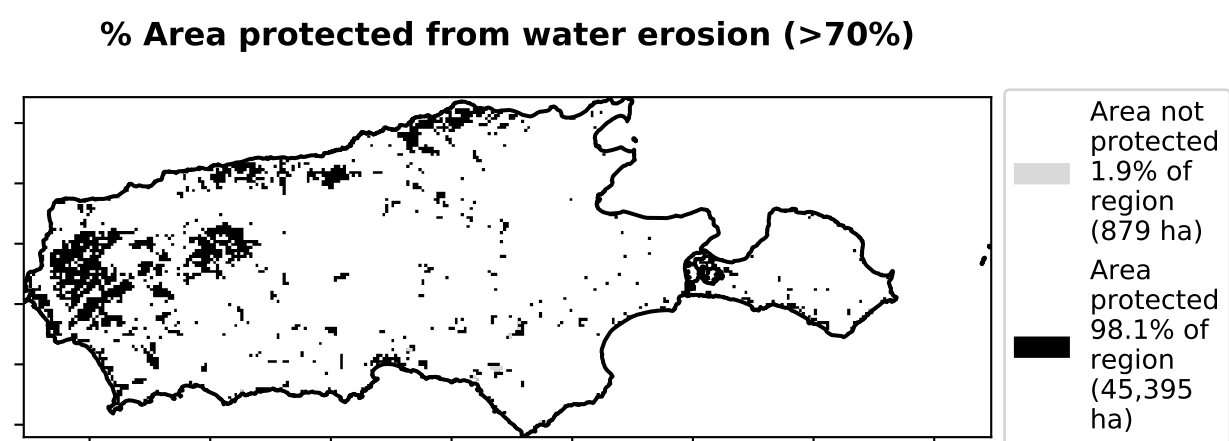 % Area protected from water erosion (>70%)
Area not
protected
1.9% of
region
(879 ha)
Area
protected
98.1% of
region
(45,395
ha)